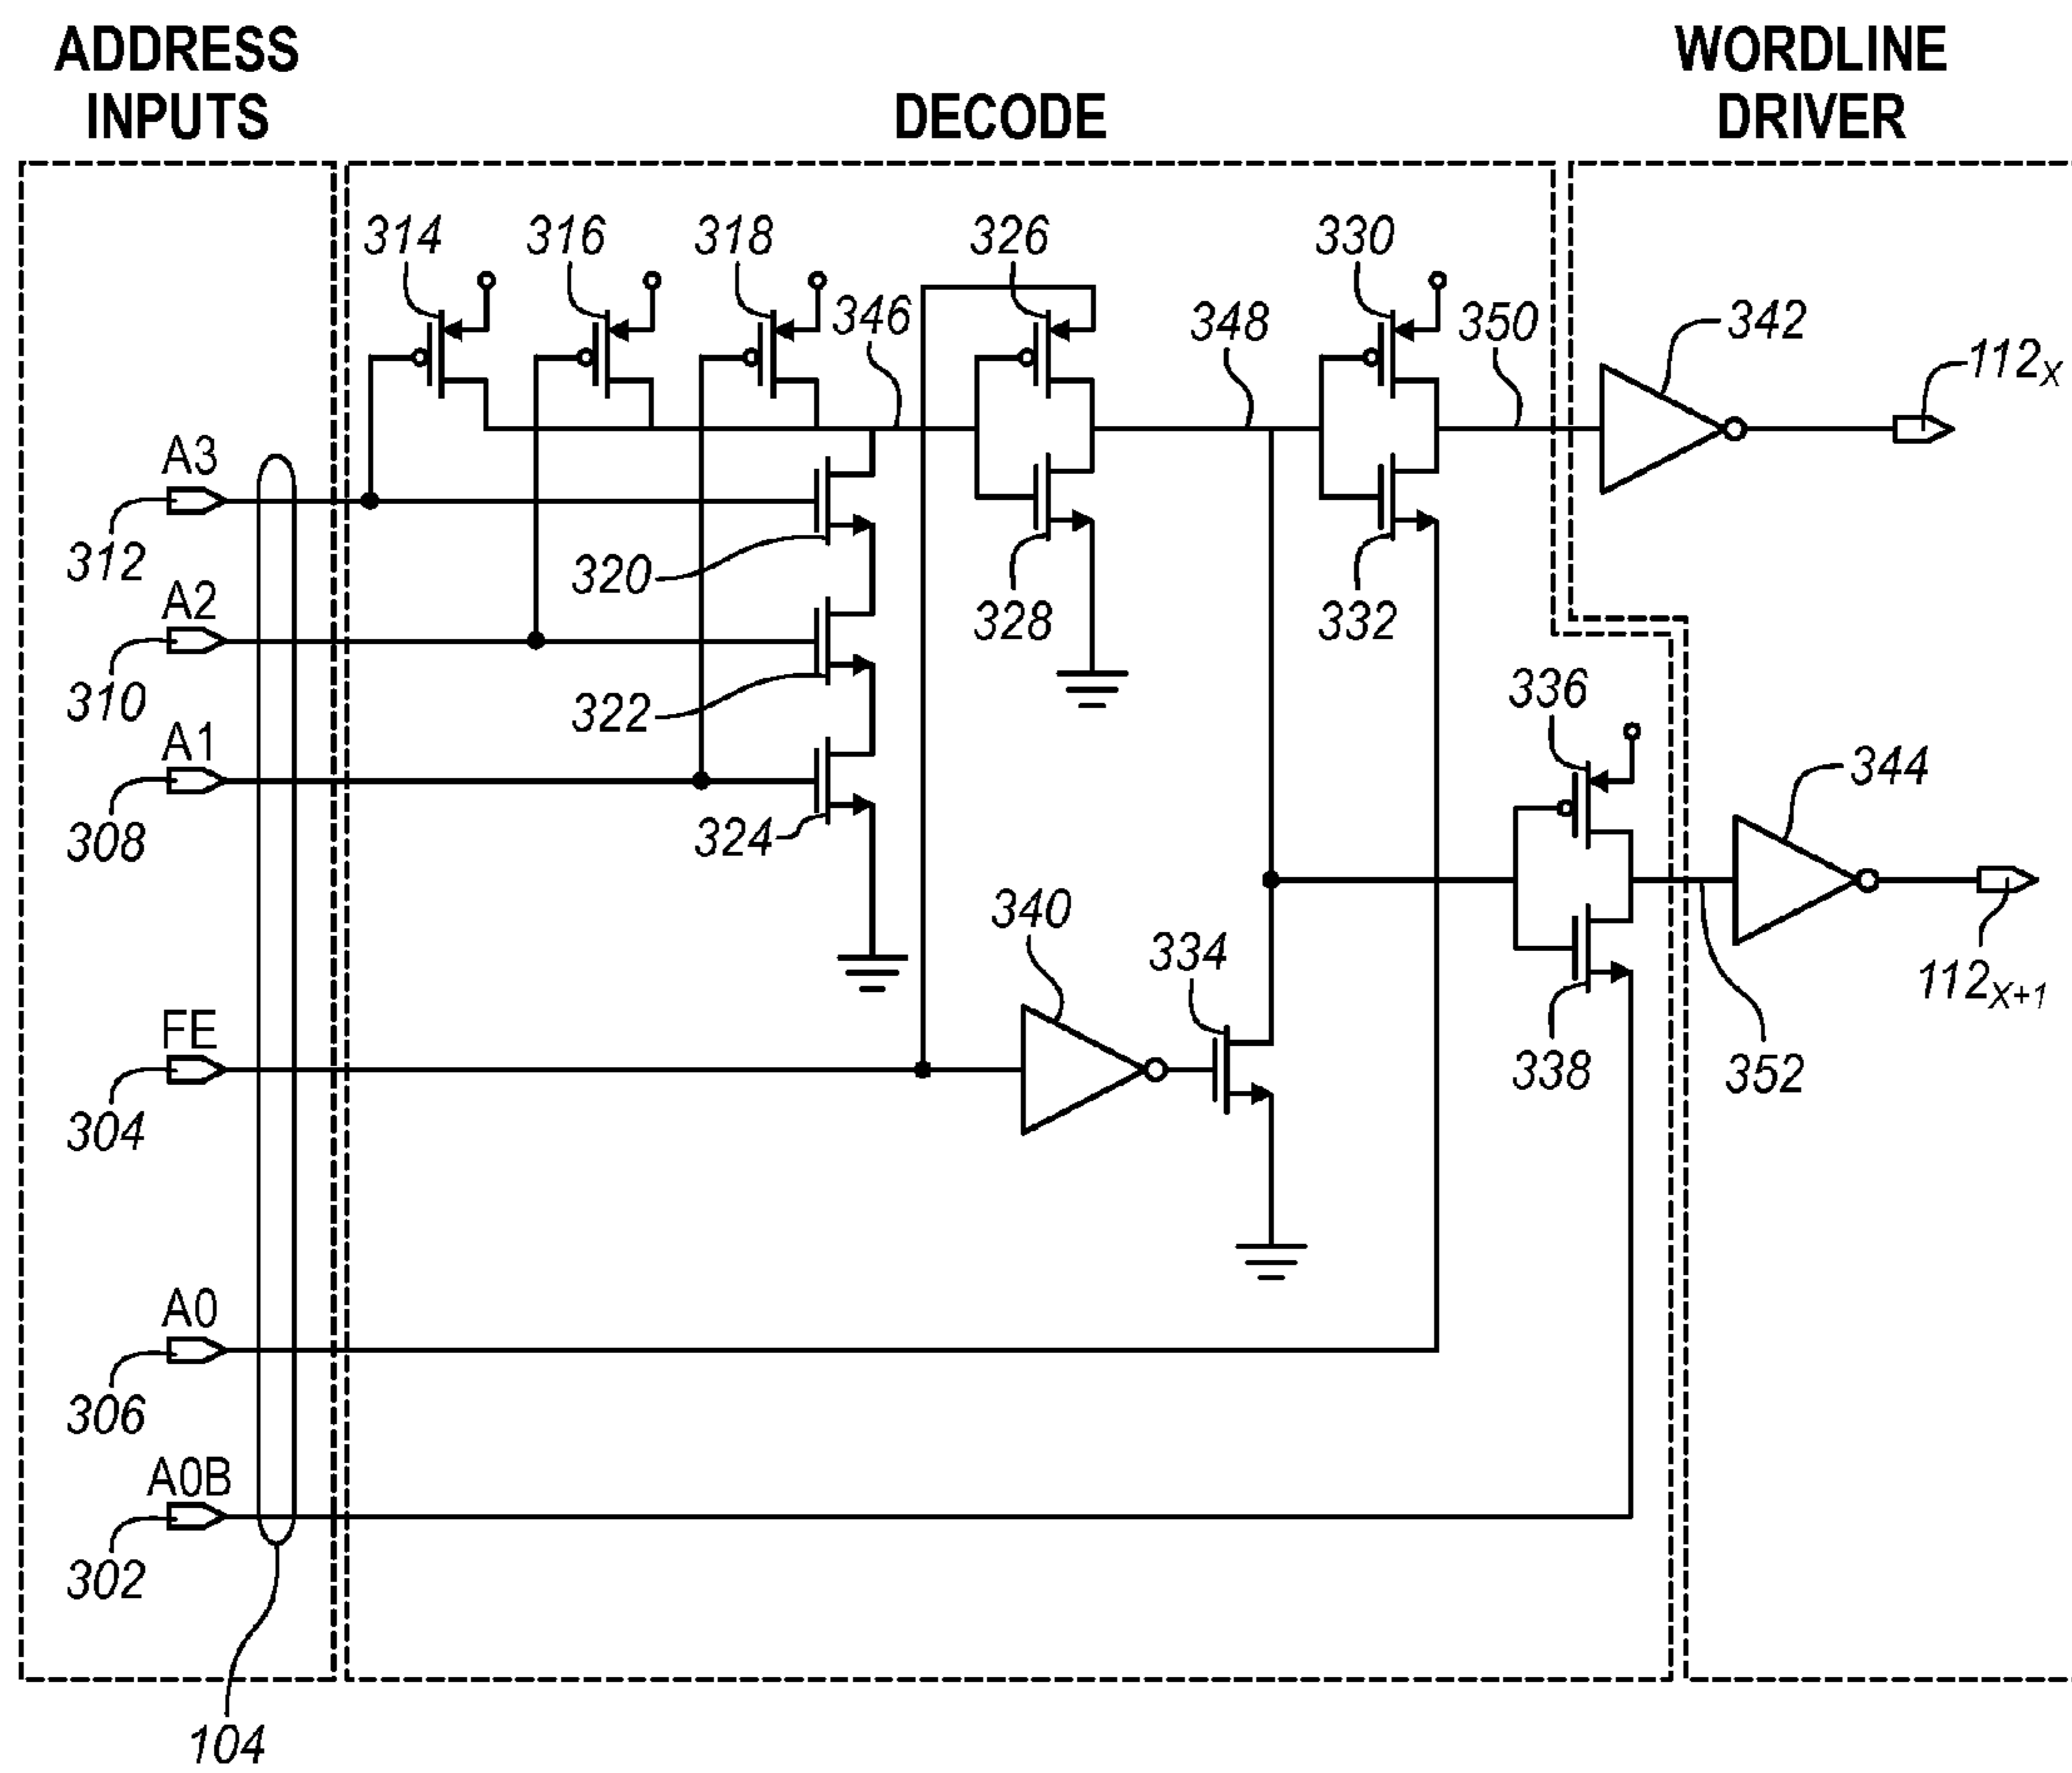 ADDRESS
INPUTS
DECODE
WORDLINE
DRIVER
314
316
318
346
326
348
330
350
342
112X
A3
312
320
328
332
A2
310
322
336
A1
308
324
344
340
334
338
352
112X+1
FE
304
A0
306
A0B
302
104